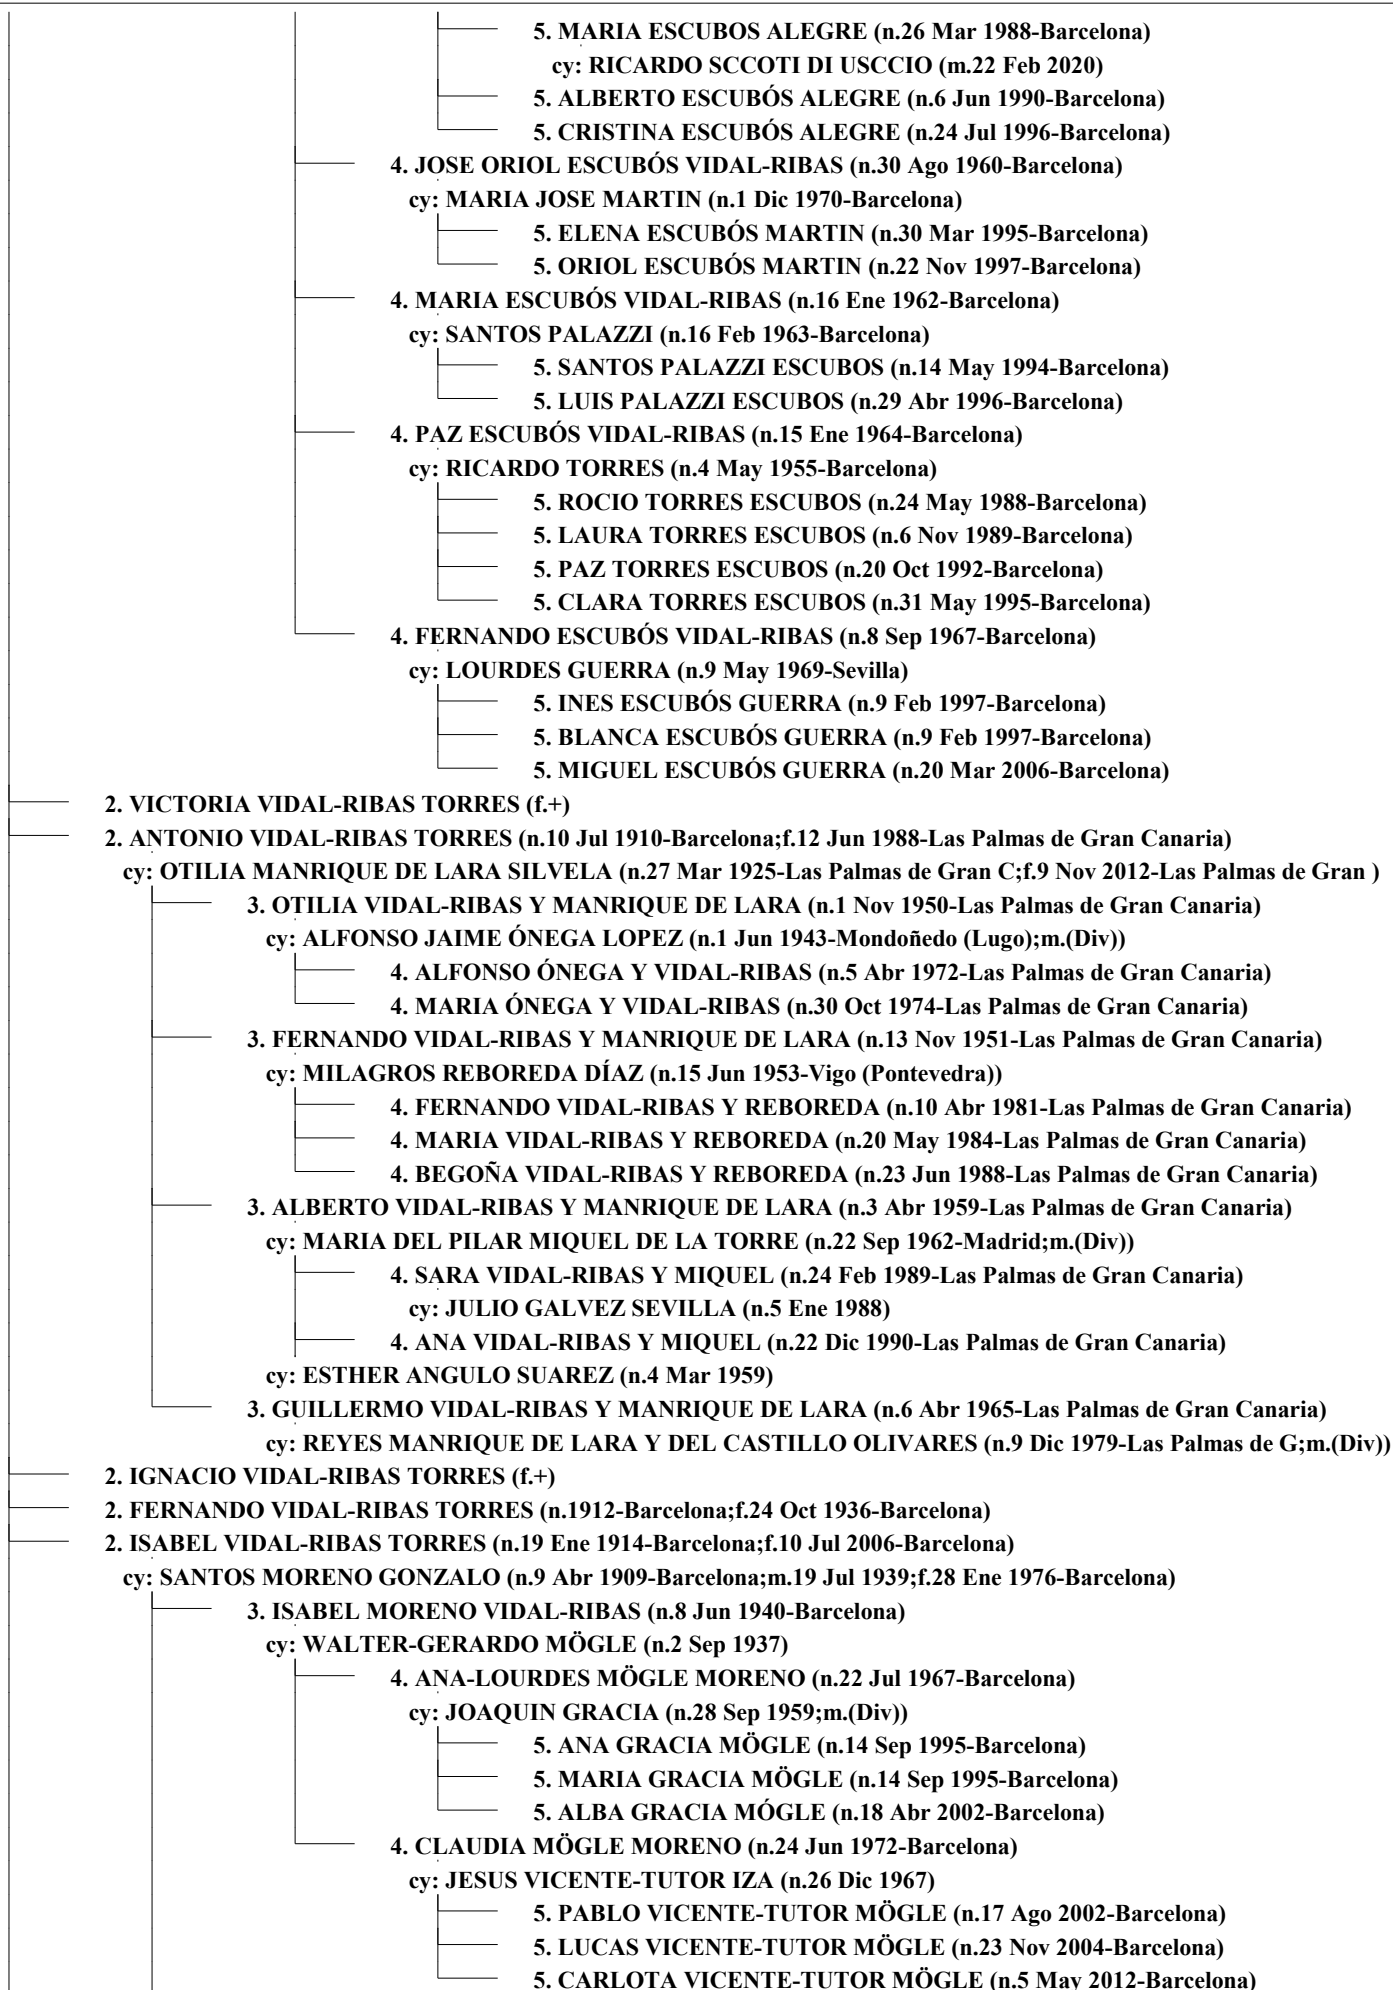 5. MARIA ESCUBOS ALEGRE (n.26 Mar 1988-Barcelona)
cy: RICARDO SCCOTI DI USCCIO (m.22 Feb 2020)
5. ALBERTO ESCUBÓS ALEGRE (n.6 Jun 1990-Barcelona)
5. CRISTINA ESCUBÓS ALEGRE (n.24 Jul 1996-Barcelona)
4. JOSE ORIOL ESCUBÓS VIDAL-RIBAS (n.30 Ago 1960-Barcelona)
cy: MARIA JOSE MARTIN (n.1 Dic 1970-Barcelona)
5. ELENA ESCUBÓS MARTIN (n.30 Mar 1995-Barcelona)
5. ORIOL ESCUBÓS MARTIN (n.22 Nov 1997-Barcelona)
4. MARIA ESCUBÓS VIDAL-RIBAS (n.16 Ene 1962-Barcelona)
cy: SANTOS PALAZZI (n.16 Feb 1963-Barcelona)
5. SANTOS PALAZZI ESCUBOS (n.14 May 1994-Barcelona)
5. LUIS PALAZZI ESCUBOS (n.29 Abr 1996-Barcelona)
4. PAZ ESCUBÓS VIDAL-RIBAS (n.15 Ene 1964-Barcelona)
cy: RICARDO TORRES (n.4 May 1955-Barcelona)
5. ROCIO TORRES ESCUBOS (n.24 May 1988-Barcelona)
5. LAURA TORRES ESCUBOS (n.6 Nov 1989-Barcelona)
5. PAZ TORRES ESCUBOS (n.20 Oct 1992-Barcelona)
5. CLARA TORRES ESCUBOS (n.31 May 1995-Barcelona)
4. FERNANDO ESCUBÓS VIDAL-RIBAS (n.8 Sep 1967-Barcelona)
cy: LOURDES GUERRA (n.9 May 1969-Sevilla)
5. INES ESCUBÓS GUERRA (n.9 Feb 1997-Barcelona)
5. BLANCA ESCUBÓS GUERRA (n.9 Feb 1997-Barcelona)
5. MIGUEL ESCUBÓS GUERRA (n.20 Mar 2006-Barcelona)
2. VICTORIA VIDAL-RIBAS TORRES (f.+)
2. ANTONIO VIDAL-RIBAS TORRES (n.10 Jul 1910-Barcelona;f.12 Jun 1988-Las Palmas de Gran Canaria)
cy: OTILIA MANRIQUE DE LARA SILVELA (n.27 Mar 1925-Las Palmas de Gran C;f.9 Nov 2012-Las Palmas de Gran )
3. OTILIA VIDAL-RIBAS Y MANRIQUE DE LARA (n.1 Nov 1950-Las Palmas de Gran Canaria)
cy: ALFONSO JAIME ÓNEGA LOPEZ (n.1 Jun 1943-Mondoñedo (Lugo);m.(Div))
4. ALFONSO ÓNEGA Y VIDAL-RIBAS (n.5 Abr 1972-Las Palmas de Gran Canaria)
4. MARIA ÓNEGA Y VIDAL-RIBAS (n.30 Oct 1974-Las Palmas de Gran Canaria)
3. FERNANDO VIDAL-RIBAS Y MANRIQUE DE LARA (n.13 Nov 1951-Las Palmas de Gran Canaria)
cy: MILAGROS REBOREDA DÍAZ (n.15 Jun 1953-Vigo (Pontevedra))
4. FERNANDO VIDAL-RIBAS Y REBOREDA (n.10 Abr 1981-Las Palmas de Gran Canaria)
4. MARIA VIDAL-RIBAS Y REBOREDA (n.20 May 1984-Las Palmas de Gran Canaria)
4. BEGOÑA VIDAL-RIBAS Y REBOREDA (n.23 Jun 1988-Las Palmas de Gran Canaria)
3. ALBERTO VIDAL-RIBAS Y MANRIQUE DE LARA (n.3 Abr 1959-Las Palmas de Gran Canaria)
cy: MARIA DEL PILAR MIQUEL DE LA TORRE (n.22 Sep 1962-Madrid;m.(Div))
4. SARA VIDAL-RIBAS Y MIQUEL (n.24 Feb 1989-Las Palmas de Gran Canaria)
cy: JULIO GALVEZ SEVILLA (n.5 Ene 1988)
4. ANA VIDAL-RIBAS Y MIQUEL (n.22 Dic 1990-Las Palmas de Gran Canaria)
cy: ESTHER ANGULO SUAREZ (n.4 Mar 1959)
3. GUILLERMO VIDAL-RIBAS Y MANRIQUE DE LARA (n.6 Abr 1965-Las Palmas de Gran Canaria)
cy: REYES MANRIQUE DE LARA Y DEL CASTILLO OLIVARES (n.9 Dic 1979-Las Palmas de G;m.(Div))
2. IGNACIO VIDAL-RIBAS TORRES (f.+)
2. FERNANDO VIDAL-RIBAS TORRES (n.1912-Barcelona;f.24 Oct 1936-Barcelona)
2. ISABEL VIDAL-RIBAS TORRES (n.19 Ene 1914-Barcelona;f.10 Jul 2006-Barcelona)
cy: SANTOS MORENO GONZALO (n.9 Abr 1909-Barcelona;m.19 Jul 1939;f.28 Ene 1976-Barcelona)
3. ISABEL MORENO VIDAL-RIBAS (n.8 Jun 1940-Barcelona)
cy: WALTER-GERARDO MÖGLE (n.2 Sep 1937)
4. ANA-LOURDES MÖGLE MORENO (n.22 Jul 1967-Barcelona)
cy: JOAQUIN GRACIA (n.28 Sep 1959;m.(Div))
5. ANA GRACIA MÖGLE (n.14 Sep 1995-Barcelona)
5. MARIA GRACIA MÖGLE (n.14 Sep 1995-Barcelona)
5. ALBA GRACIA MÓGLE (n.18 Abr 2002-Barcelona)
4. CLAUDIA MÖGLE MORENO (n.24 Jun 1972-Barcelona)
cy: JESUS VICENTE-TUTOR IZA (n.26 Dic 1967)
5. PABLO VICENTE-TUTOR MÖGLE (n.17 Ago 2002-Barcelona)
5. LUCAS VICENTE-TUTOR MÖGLE (n.23 Nov 2004-Barcelona)
5. CARLOTA VICENTE-TUTOR MÖGLE (n.5 May 2012-Barcelona)